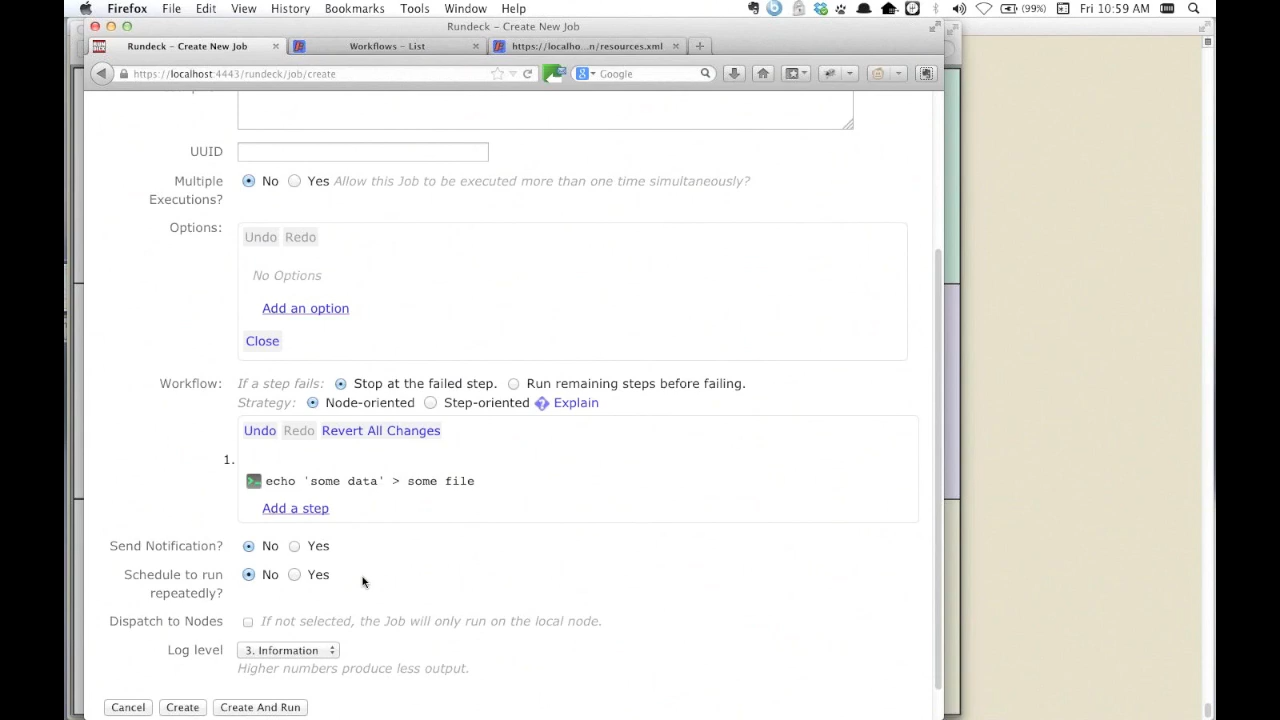 Firefox File Edit View History Bookmarks Tools Window Help (99%) Fri 10:59 AM
Rundeck – Create New Job
Rundeck – Create New Job Workflows – List https://localho...n/resources.xml
https://localhost:4443/rundeck/job/create Google
UUID
Multiple Executions? No Yes Allow this Job to be executed more than one time simultaneously?
Options:
Undo Redo
No Options
Add an option
Close
Workflow: If a step fails: Stop at the failed step. Run remaining steps before failing.
Strategy: Node-oriented Step-oriented Explain
Undo Redo Revert All Changes
1.
echo 'some data' > some file
Add a step
Send Notification? No Yes
Schedule to run repeatedly? No Yes
Dispatch to Nodes If not selected, the Job will only run on the local node.
Log level 3. Information
Higher numbers produce less output.
Cancel Create Create And Run